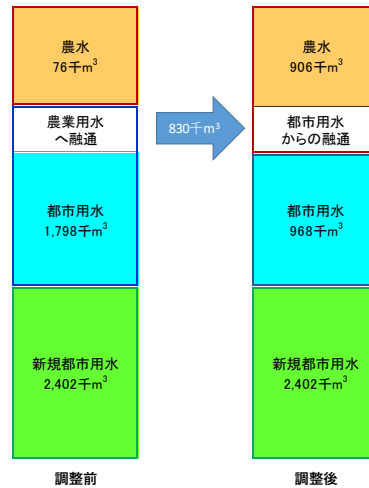 農水
76千m³
農業用水
へ融通
都市用水
1,798千m³
新規都市用水
2,402千m³
調整前
830千m³
農水
906千m³
都市用水
からの融通
都市用水
968千m³
新規都市用水
2,402千m³
調整後